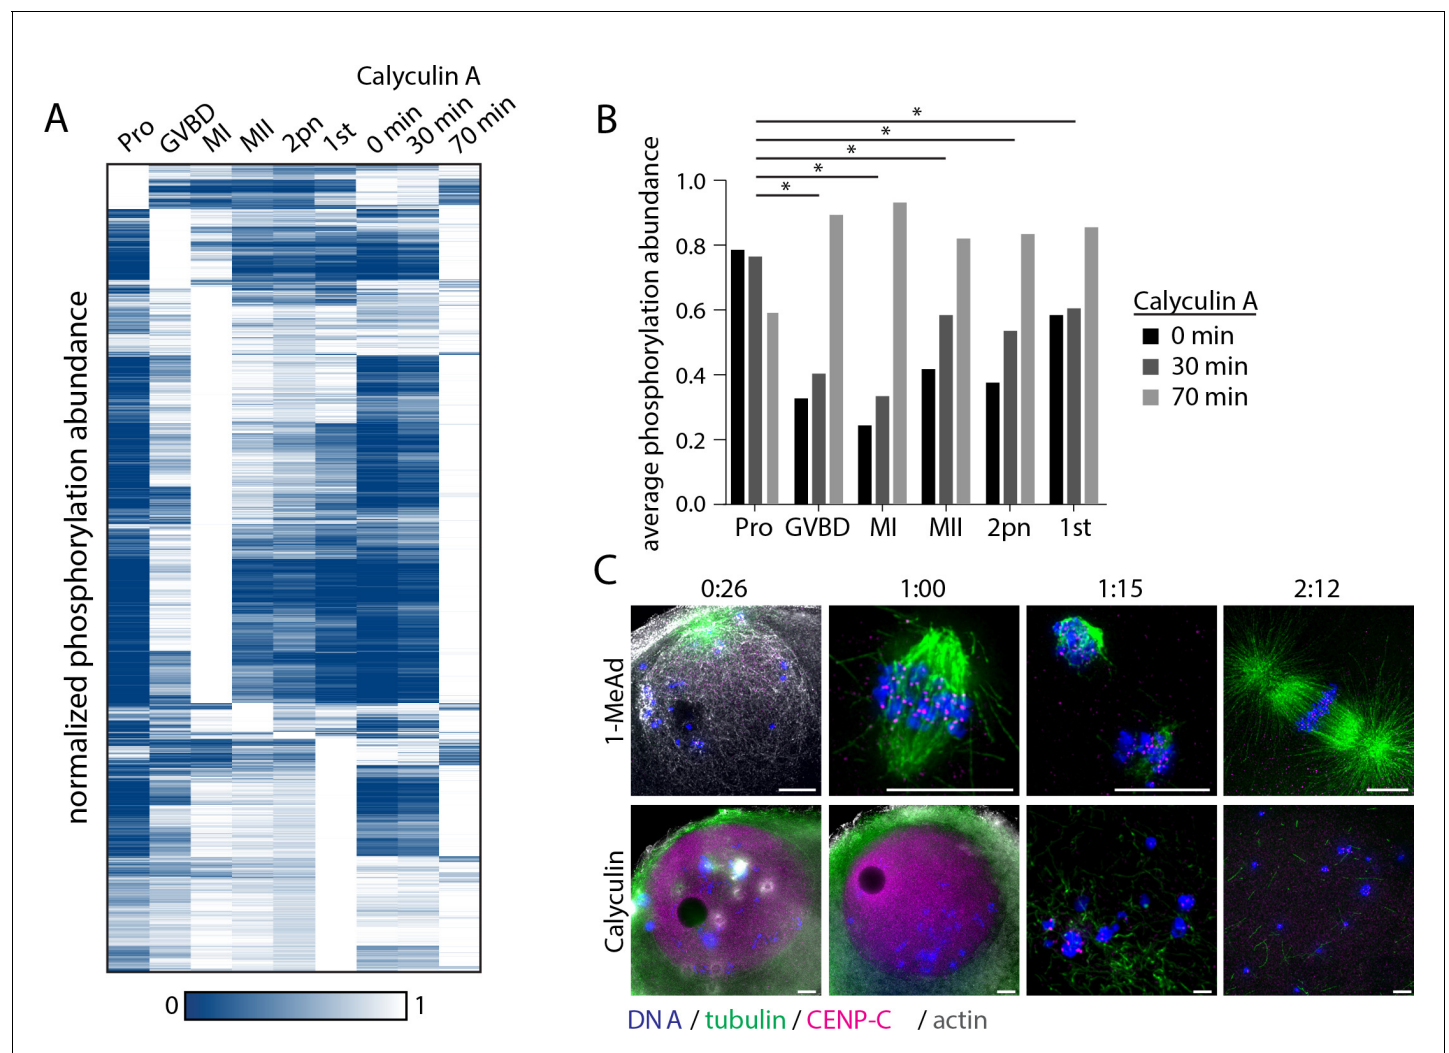 A
Calyculin A
Pro GVBD MI MII 2pn 1st 0 min 30 min 70 min
normalized phosphorylation abundance
0 1
B
average phosphorylation abundance
* * * * *
1.0
0.8
0.6
0.4
0.2
0.0
Pro GVBD MI MII 2pn 1st
Calyculin A
0 min
30 min
70 min
C
0:26 1:00 1:15 2:12
1-MeAd
Calyculin
DNA / tubulin / CENP-C / actin